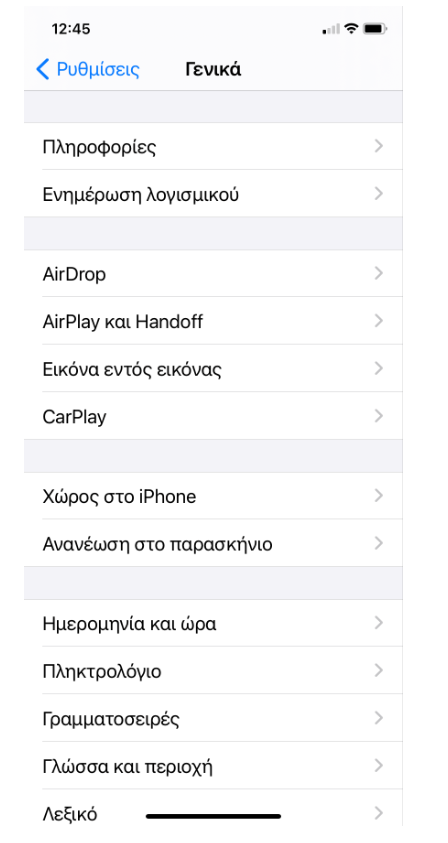 12:45
Ρυθμίσεις Γενικά
Πληροφορίες
Ενημέρωση λογισμικού
AirDrop
AirPlay και Handoff
Εικόνα εντός εικόνας
CarPlay
Χώρος στο iPhone
Ανανέωση στο παρασκήνιο
Ημερομηνία και ώρα
Πληκτρολόγιο
Γραμματοσειρές
Γλώσσα και περιοχή
Λεξικό